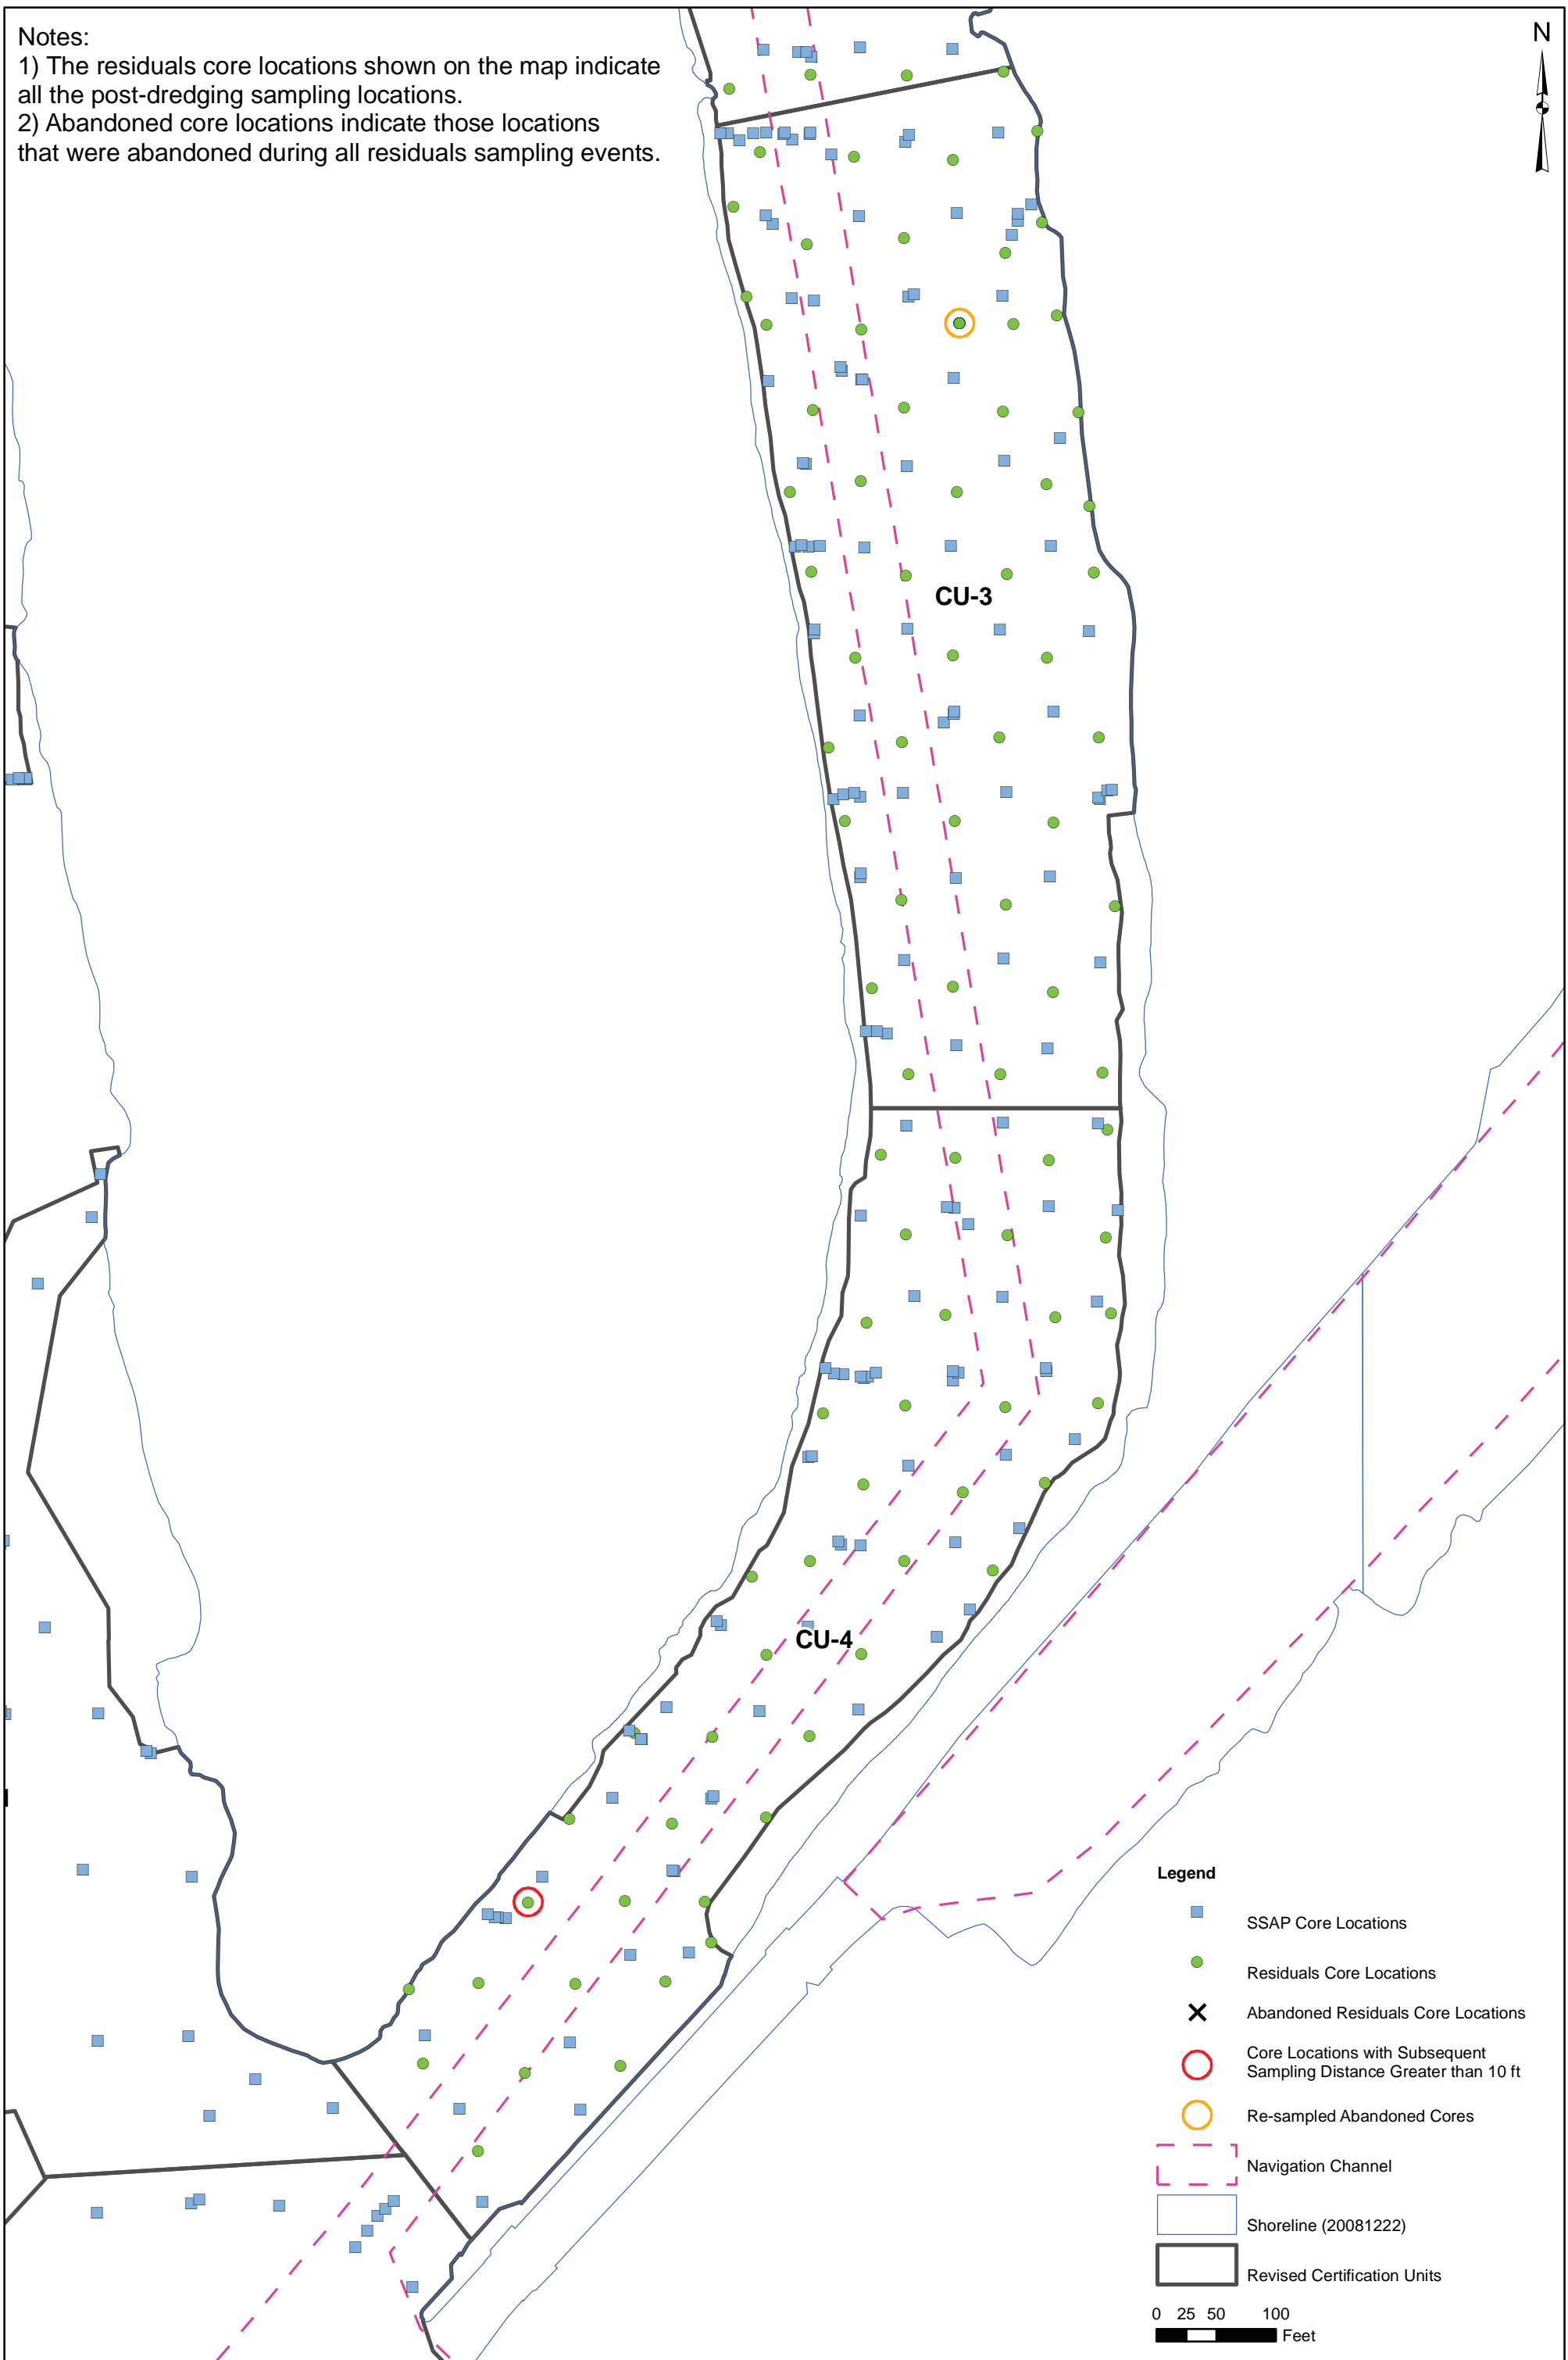 Notes:
1) The residuals core locations shown on the map indicate
all the post-dredging sampling locations.
2) Abandoned core locations indicate those locations
that were abandoned during all residuals sampling events.
N
CU-3
CU-4
Legend
SSAP Core Locations
Residuals Core Locations
Abandoned Residuals Core Locations
Core Locations with Subsequent
Sampling Distance Greater than 10 ft
Re-sampled Abandoned Cores
Navigation Channel
Shoreline (20081222)
Revised Certification Units
0 25 50 100
Feet